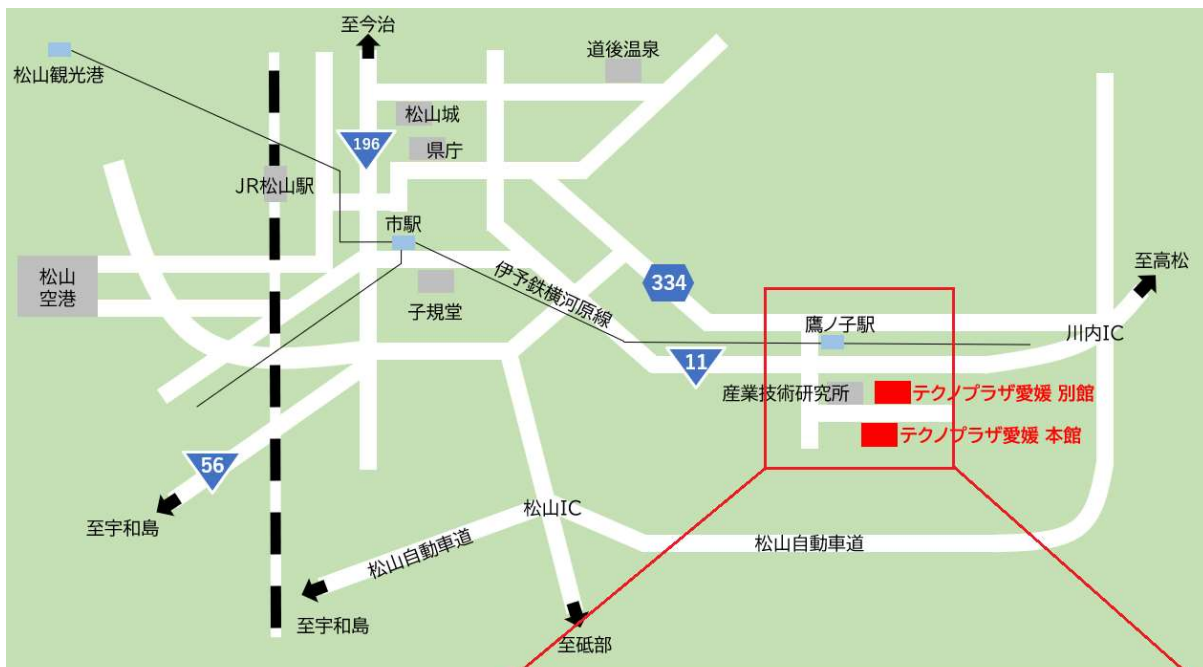 至今治
道後温泉
松山観光港
松山城
196
県庁
JR松山駅
市駅
至高松
松山
空港
334
伊予鉄横河原線
子規堂
鷹ノ子駅
川内IC
11
産業技術研究所
テクノプラザ愛媛 別館
テクノプラザ愛媛 本館
56
松山IC
至宇和島
松山自動車道
松山自動車道
至宇和島
至砥部